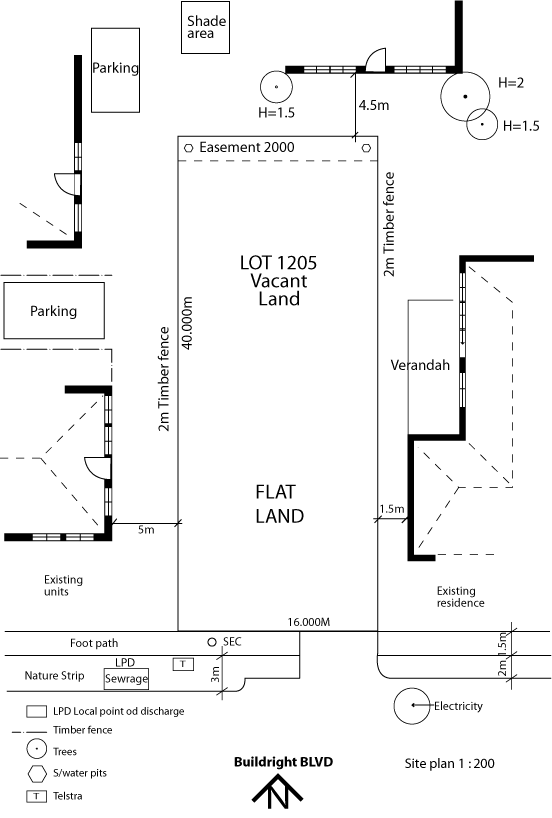 Shade
area
Parking
H=1.5
4.5m
H=2
H=1.5
Easement 2000
2m Timber fence
LOT 1205
Vacant
Land
40.000m
2m Timber fence
Parking
Verandah
FLAT
LAND
5m
1.5m
Existing
units
Existing
residence
16.000M
Foot path
SEC
1.5m
LPD
T
Nature Strip
Sewrage
3m
2m
LPD Local point od discharge
Timber fence
Trees
S/water pits
T
Telstra
Electricity
Buildright BLVD
N
Site plan 1 : 200